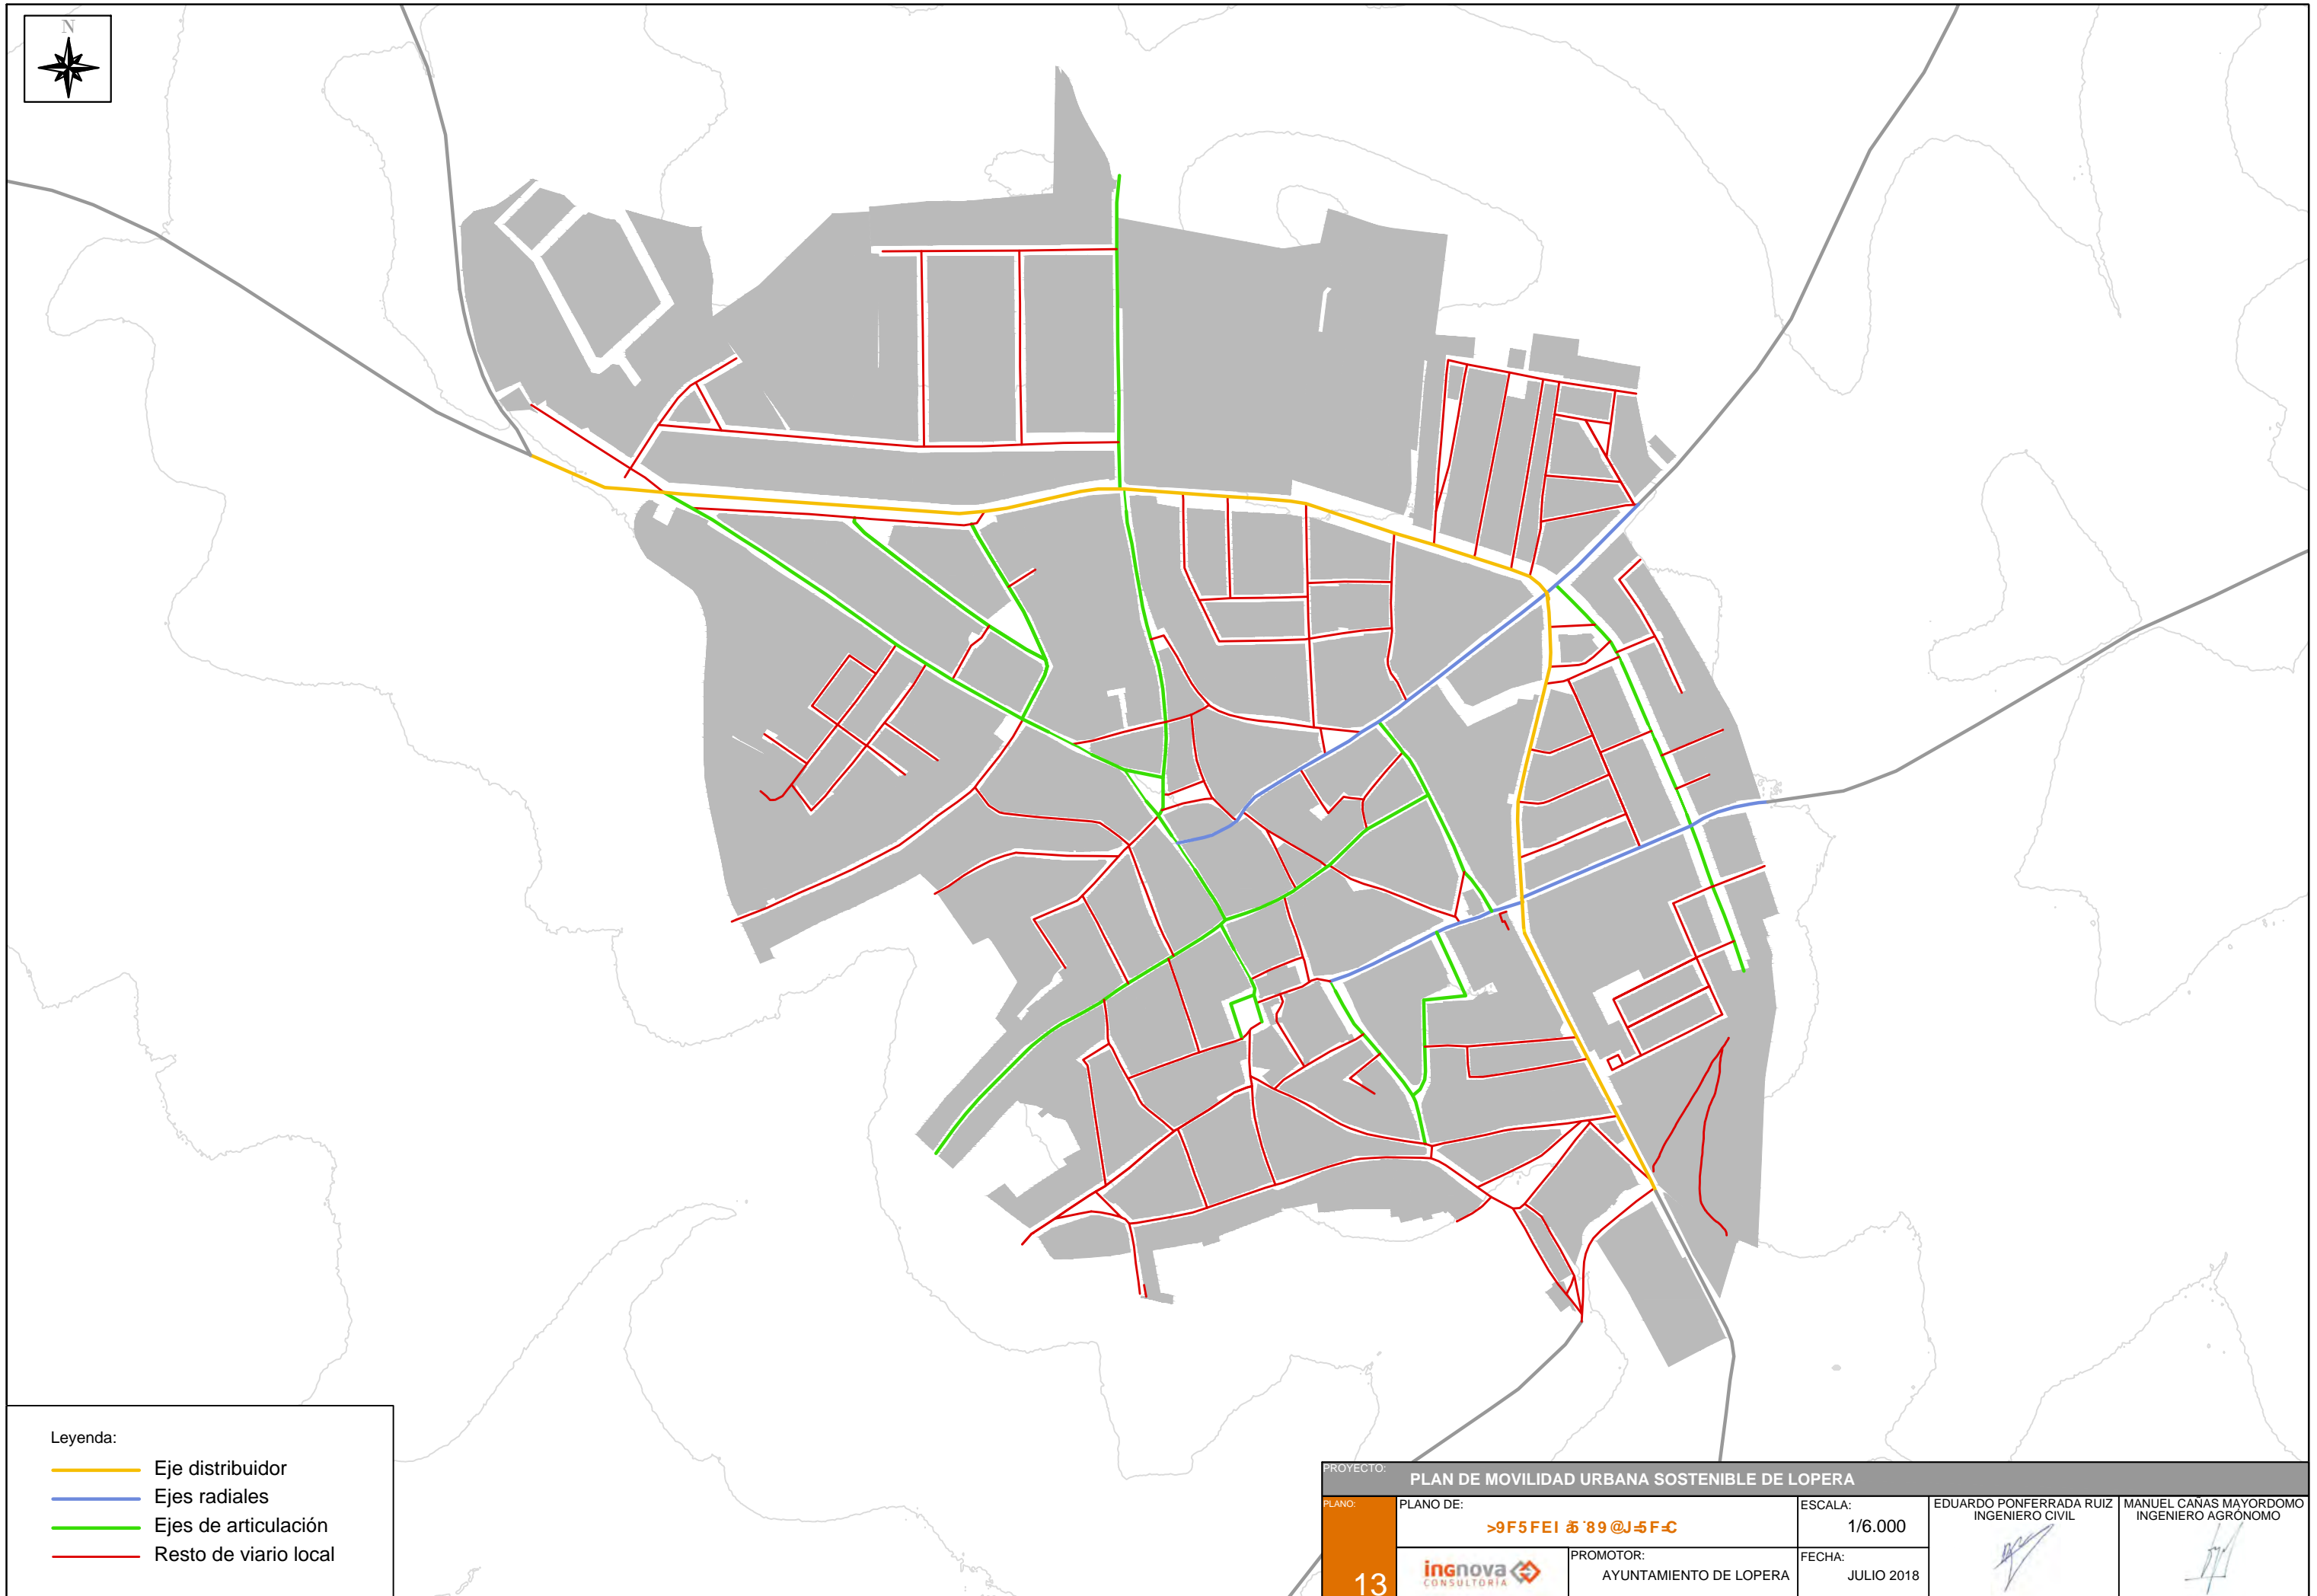 N
Leyenda:
Eje distribuidor
Ejes radiales
Ejes de articulación
Resto de viario local
PROYECTO:
PLAN DE MOVILIDAD URBANA SOSTENIBLE DE LOPERA
PLANO:
13
PLANO DE:
ESCALA:
1/6.000
EDUARDO PONFERRADA RUIZ
INGENIERO CIVIL
MANUEL CAÑAS MAYORDOMO
INGENIERO AGRÓNOMO
ingnova
CONSULTORÍA
PROMOTOR:
AYUNTAMIENTO DE LOPERA
FECHA:
JULIO 2018